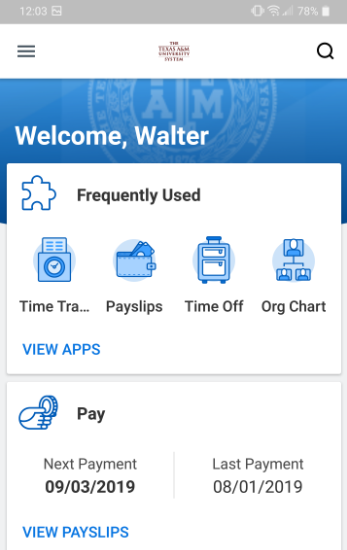 12:03
78%
THE
TEXAS A&M
UNIVERSITY
SYSTEM
Welcome, Walter
Frequently Used
Time Tra... Payslips Time Off Org Chart
VIEW APPS
Pay
Next Payment Last Payment
09/03/2019 08/01/2019
VIEW PAYSLIPS